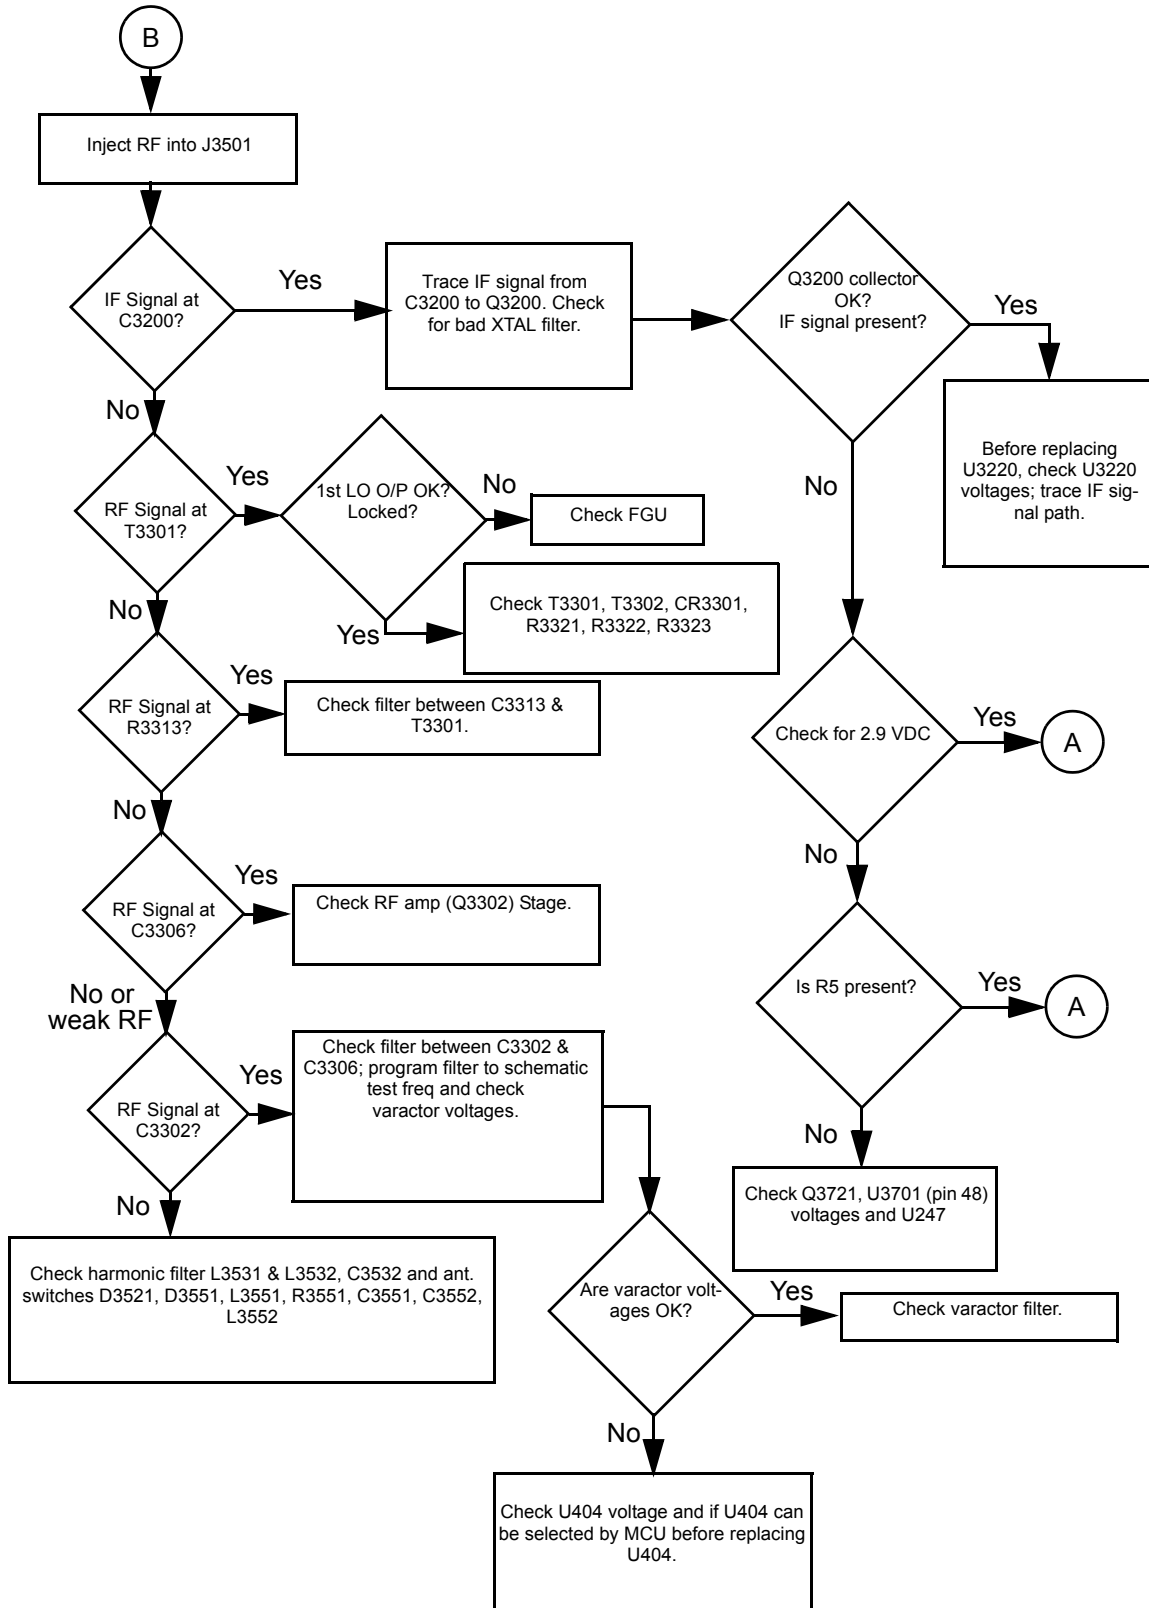 B
Inject RF into J3501
IF Signal at
C3200?
Yes
Trace IF signal from
C3200 to Q3200. Check
for bad XTAL filter.
Q3200 collector
OK?
IF signal present?
Yes
Before replacing
U3220, check U3220
voltages; trace IF sig-
nal path.
No
No
RF Signal at
T3301?
Yes
1st LO O/P OK?
Locked?
No
Check FGU
Yes
Check T3301, T3302, CR3301,
R3321, R3322, R3323
No
RF Signal at
R3313?
Yes
Check filter between C3313 &
T3301.
Check for 2.9 VDC
Yes
A
No
No
RF Signal at
C3306?
Yes
Check RF amp (Q3302) Stage.
Is R5 present?
Yes
A
No or
weak RF
RF Signal at
C3302?
Yes
Check filter between C3302 &
C3306; program filter to schematic
test freq and check
varactor voltages.
No
Check Q3721, U3701 (pin 48)
voltages and U247
No
Check harmonic filter L3531 & L3532, C3532 and ant.
switches D3521, D3551, L3551, R3551, C3551, C3552,
L3552
Are varactor volt-
ages OK?
Yes
Check varactor filter.
No
Check U404 voltage and if U404 can
be selected by MCU before replacing
U404.